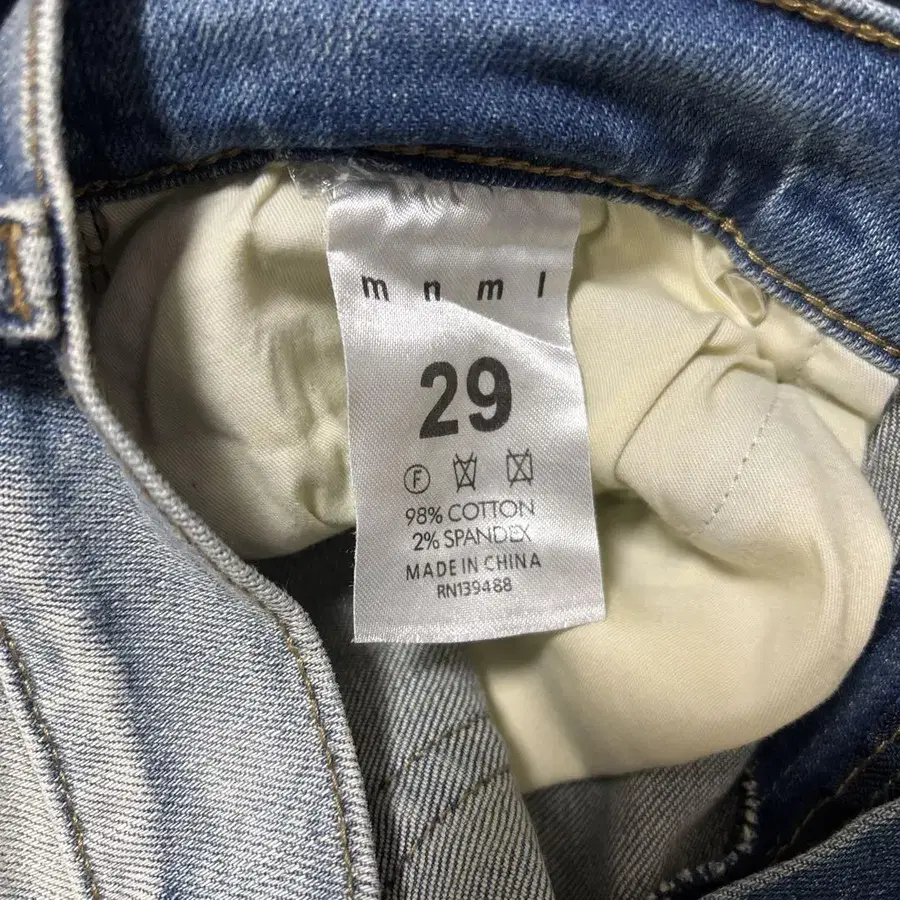 m n m l
29
F
98% COTTON
2% SPANDEX
MADE IN CHINA
RN139488